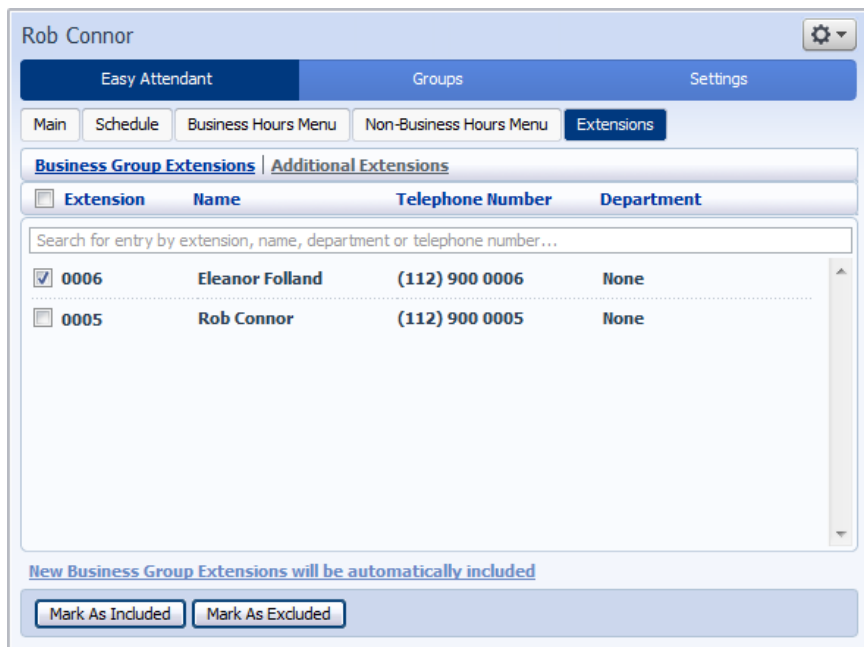 Rob Connor
Easy Attendant Groups Settings
Main Schedule Business Hours Menu Non-Business Hours Menu Extensions
Business Group Extensions | Additional Extensions
Extension Name Telephone Number Department
Search for entry by extension, name, department or telephone number...
0006 Eleanor Folland (112) 900 0006 None
0005 Rob Connor (112) 900 0005 None
New Business Group Extensions will be automatically included
Mark As Included Mark As Excluded